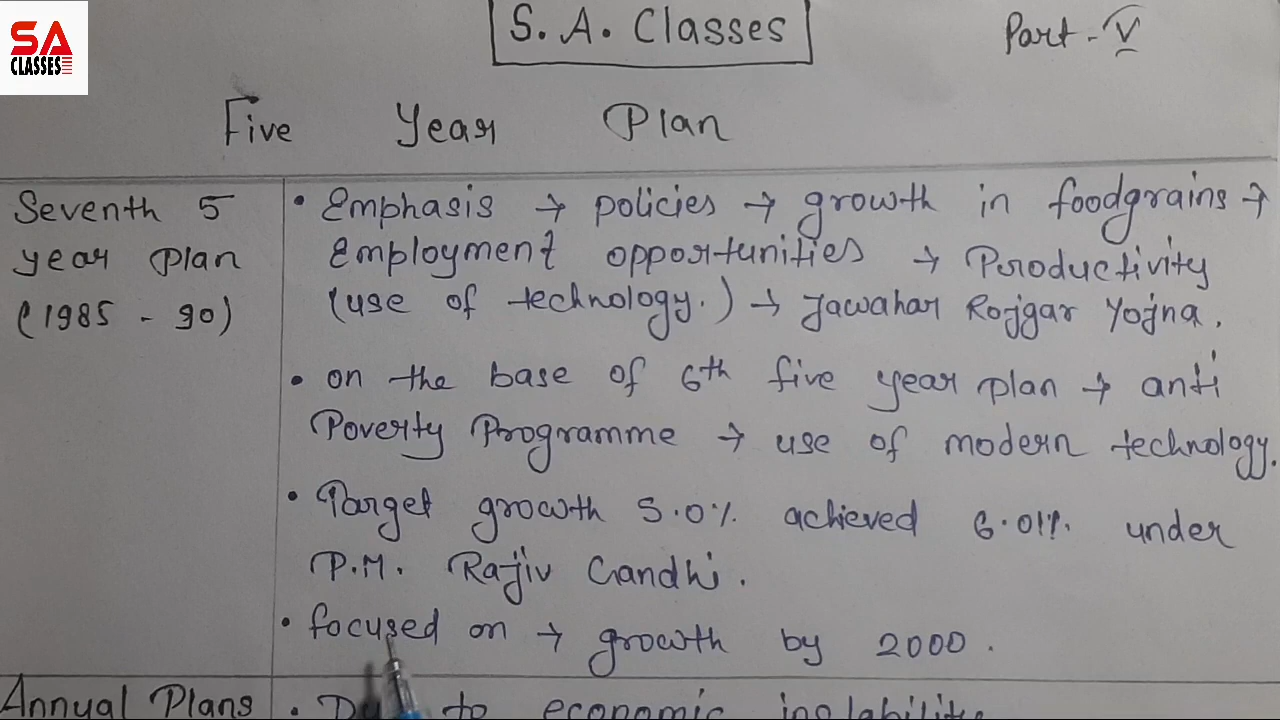 SA
CLASSES
S. A. Classes
Part - V
Five Year Plan
Seventh 5
year Plan
(1985 - 90)
• Emphasis → policies → growth in foodgrains →
Employment opportunities → Productivity
(use of technology.) → Jawahar Rojgar Yojna.
• on the base of 6th five year plan → anti
Poverty Programme → use of modern technology.
• Target growth 5.0% achieved 6.01% under
P.M. Rajiv Gandhi.
• focused on → growth by 2000.
Annual Plans
• to economic